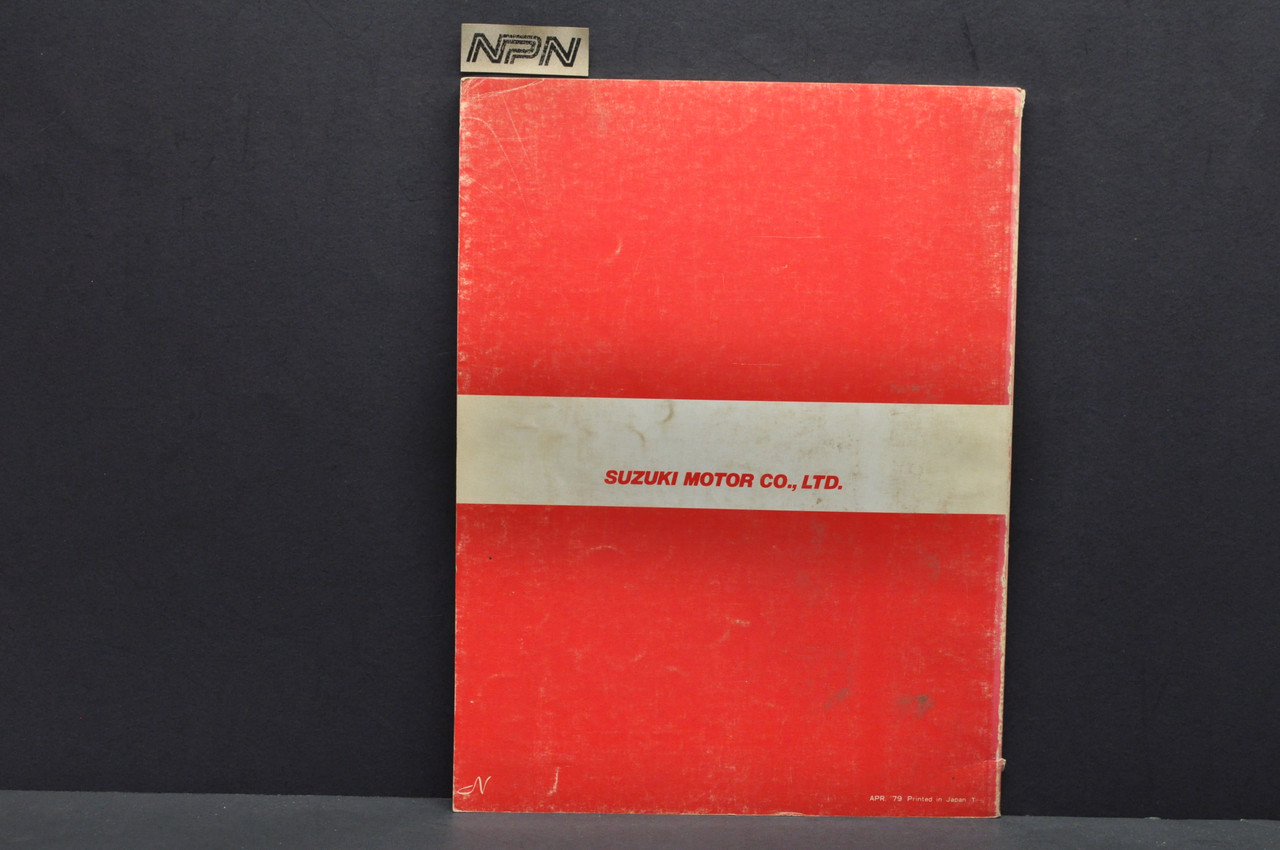 NPN
SUZUKI MOTOR CO., LTD.
N
APR. '79 Printed in Japan